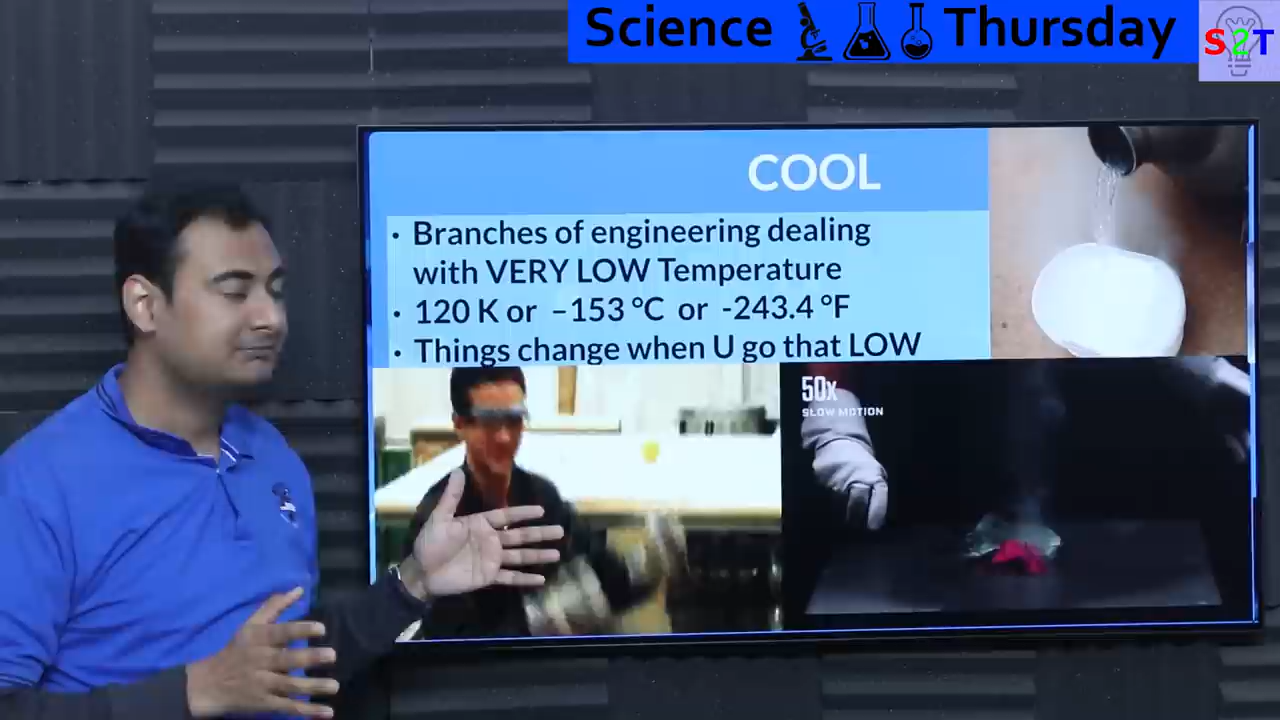 Science Thursday
S2T
COOL
· Branches of engineering dealing
with VERY LOW Temperature
· 120 K or –153 °C or -243.4 °F
· Things change when U go that LOW
50x
SLOW MOTION